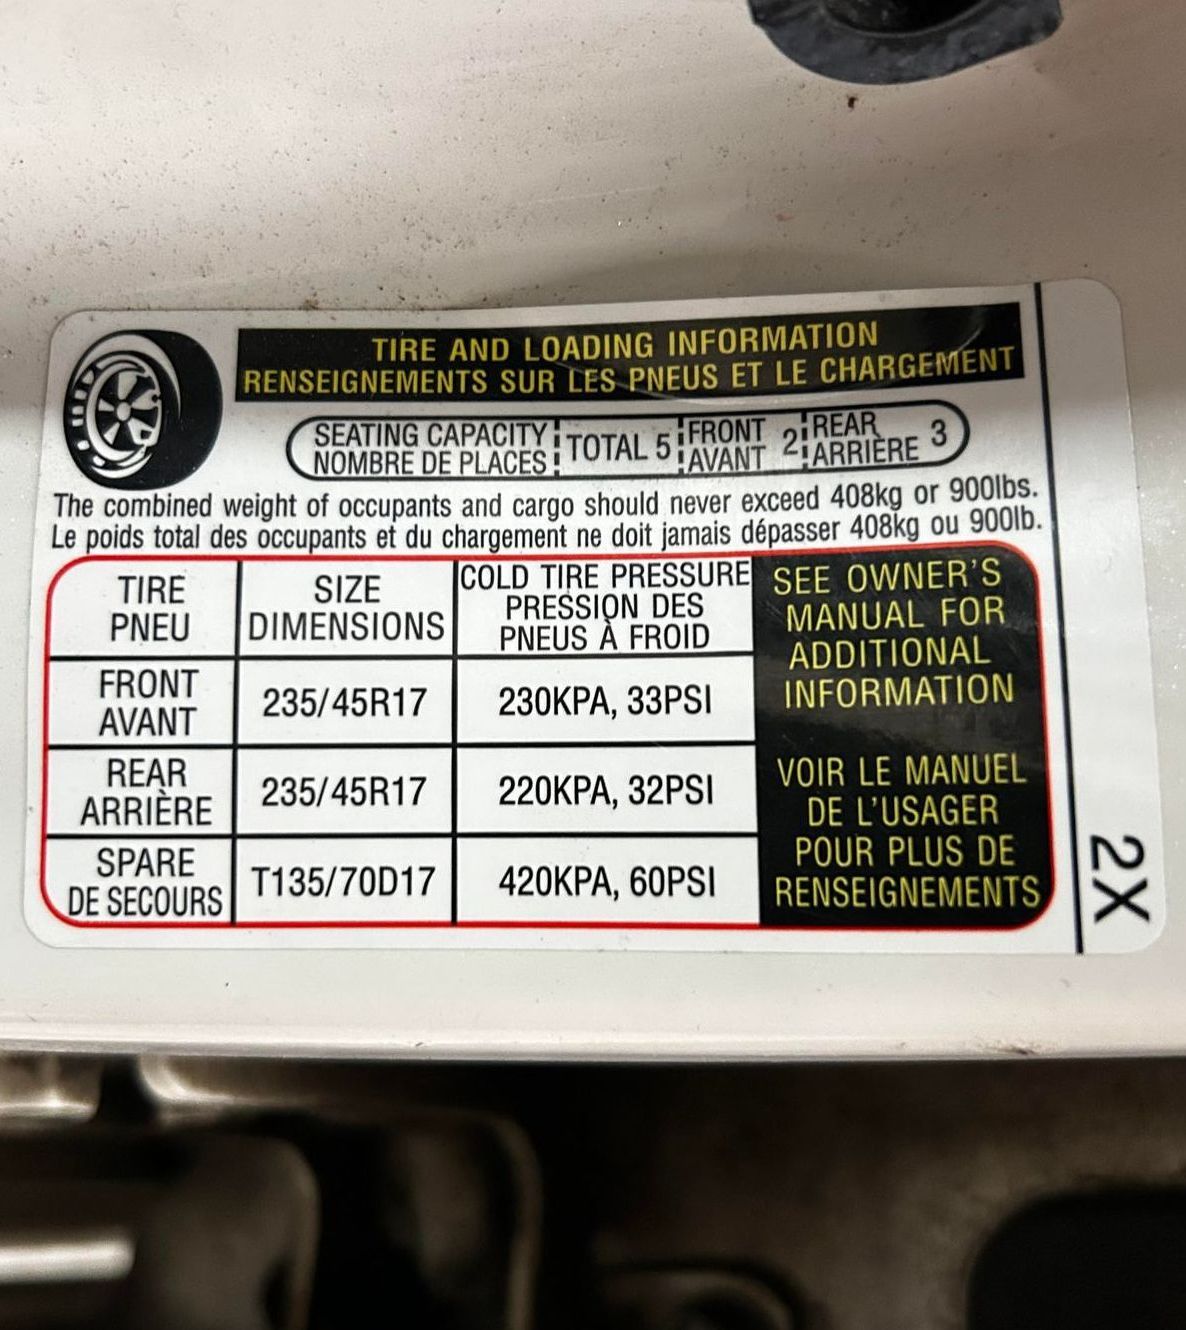 TIRE AND LOADING INFORMATION
RENSEIGNEMENTS SUR LES PNEUS ET LE CHARGEMENT
SEATING CAPACITY
NOMBRE DE PLACES
TOTAL 5
FRONT
AVANT
2
REAR
ARRIÈRE
3
The combined weight of occupants and cargo should never exceed 408kg or 900lbs.
Le poids total des occupants et du chargement ne doit jamais dépasser 408kg ou 900lb.
TIRE
PNEU
SIZE
DIMENSIONS
COLD TIRE PRESSURE
PRESSION DES
PNEUS À FROID
FRONT
AVANT
235/45R17
230KPA, 33PSI
REAR
ARRIÈRE
235/45R17
220KPA, 32PSI
SPARE
DE SECOURS
T135/70D17
420KPA, 60PSI
SEE OWNER'S
MANUAL FOR
ADDITIONAL
INFORMATION
VOIR LE MANUEL
DE L'USAGER
POUR PLUS DE
RENSEIGNEMENTS
2X